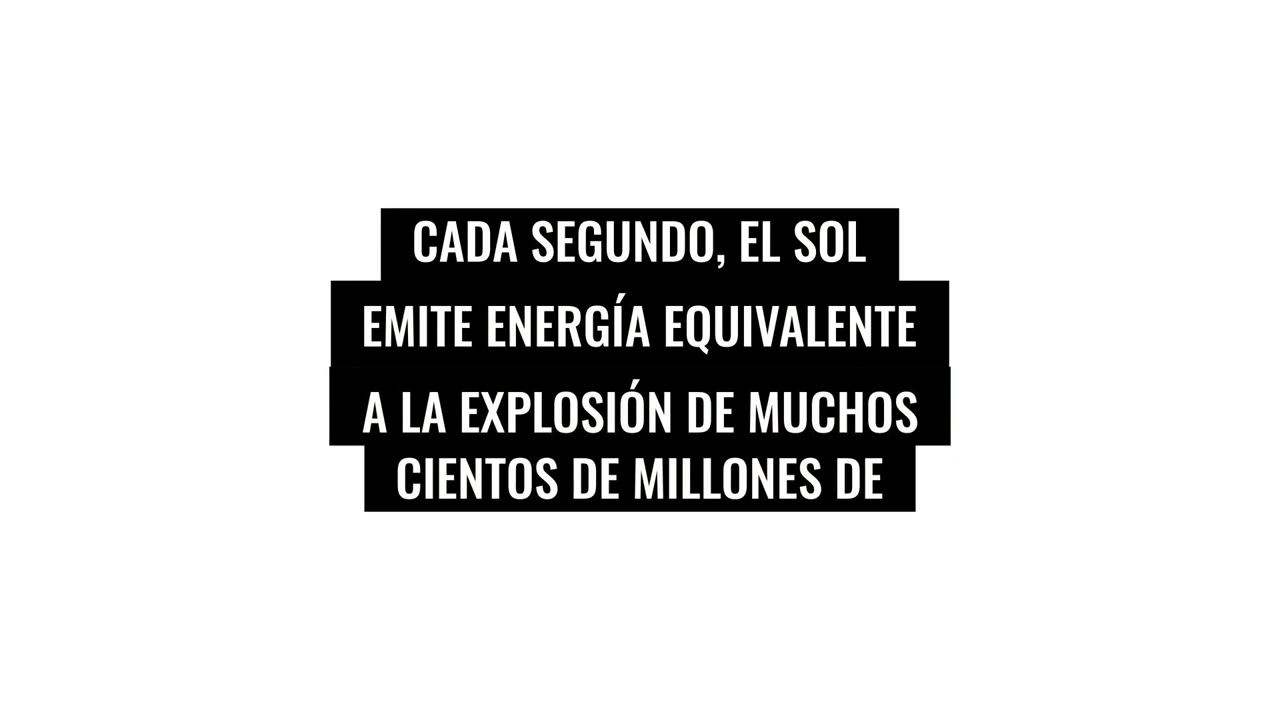 CADA SEGUNDO, EL SOL
EMITE ENERGÍA EQUIVALENTE
A LA EXPLOSIÓN DE MUCHOS
CIENTOS DE MILLONES DE